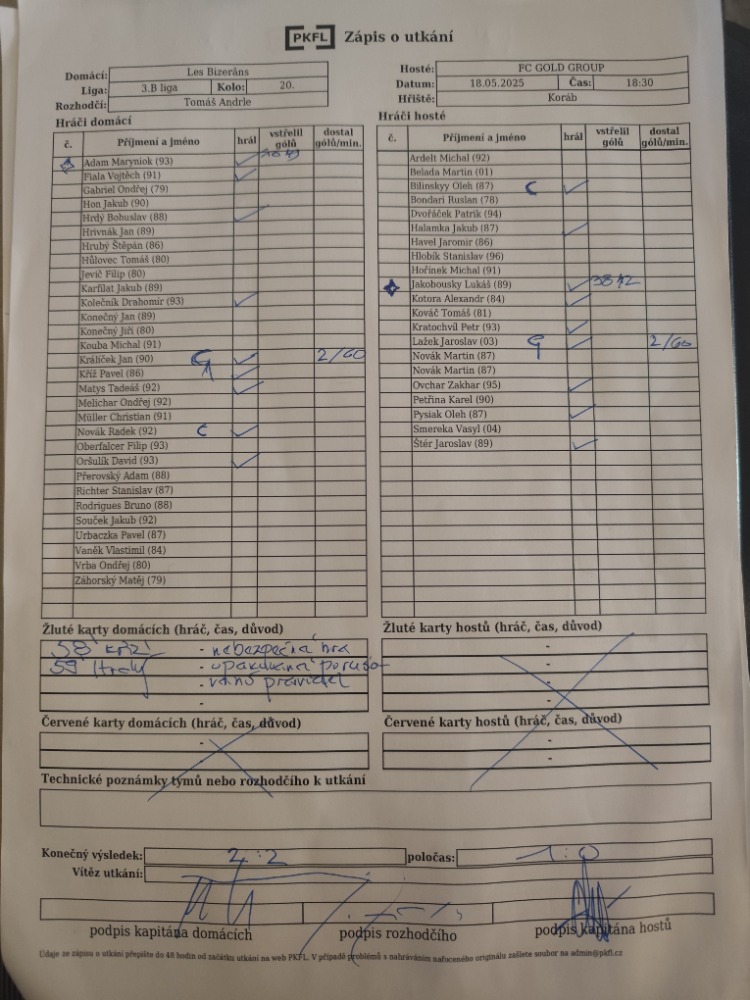 PKFL Zápis o utkání
Domácí: Les Bizeràns
Liga: 3.B liga Kolo: 20.
Rozhodčí: Tomáš Andrle
Hosté: FC GOLD GROUP
Datum: 18.05.2025 Čas: 18:30
Hřiště: Koráb
Hráči domácí
č. Příjmení a jméno hrál vstřelil gólů dostal gólů/min.
Adam Maryniok (93)
Fiala Vojtěch (91)
Gabriel Ondřej (79)
Hon Jakub (90)
Hrdý Bohuslav (88)
Hrivnák Jan (89)
Hrubý Štěpán (86)
Hůlovec Tomáš (80)
Jevič Filip (80)
Karfilat Jakub (89)
Kolečník Drahomír (93)
Konečný Jan (89)
Konečný Jiří (80)
Kouba Michal (91)
Králíček Jan (90) G 2/60
Kříž Pavel (86) A
Matys Tadeáš (92)
Melichar Ondřej (92)
Müller Christian (91)
Novák Radek (92) C
Oberfalcer Filip (93)
Oršulík David (93)
Přerovský Adam (88)
Richter Stanislav (87)
Rodrigues Bruno (88)
Souček Jakub (92)
Urbaczka Pavel (87)
Vaněk Vlastimil (84)
Vrba Ondřej (80)
Záhorský Matěj (79)
Hráči hosté
č. Příjmení a jméno hrál vstřelil gólů dostal gólů/min.
Ardelt Michal (92)
Belada Martin (01)
Bilinskyy Oleh (87) C
Bondari Ruslan (78)
Dvořáček Patrik (94)
Halamka Jakub (87)
Havel Jaromir (86)
Hlobík Stanislav (96)
Hořínek Michal (91)
Jakobousky Lukáš (89)
Kotora Alexandr (84)
Kováč Tomáš (81)
Kratochvíl Petr (93)
Lažek Jaroslav (03) G 2/60
Novák Martin (87)
Novák Martin (87)
Ovchar Zakhar (95)
Petřina Karel (90)
Pysiak Oleh (87)
Smereka Vasyl (04)
Štér Jaroslav (89)
Žluté karty domácích (hráč, čas, důvod)
58' Kříž - nebezpečná hra
59' Hrdý - opakované porušo-
- vání pravidel
-
Žluté karty hostů (hráč, čas, důvod)
-
-
-
-
Červené karty domácích (hráč, čas, důvod)
-
-
Červené karty hostů (hráč, čas, důvod)
-
-
Technické poznámky týmů nebo rozhodčího k utkání
Konečný výsledek: 2:2 poločas: 1:0
Vítěz utkání:
podpis kapitána domácích podpis rozhodčího podpis kapitána hostů
Údaje ze zápisu o utkání přepište do 48 hodin od začátku utkání na web PKFL. V případě problémů s nahráváním nafoceného originálu zašlete soubor na admin@pkfl.cz